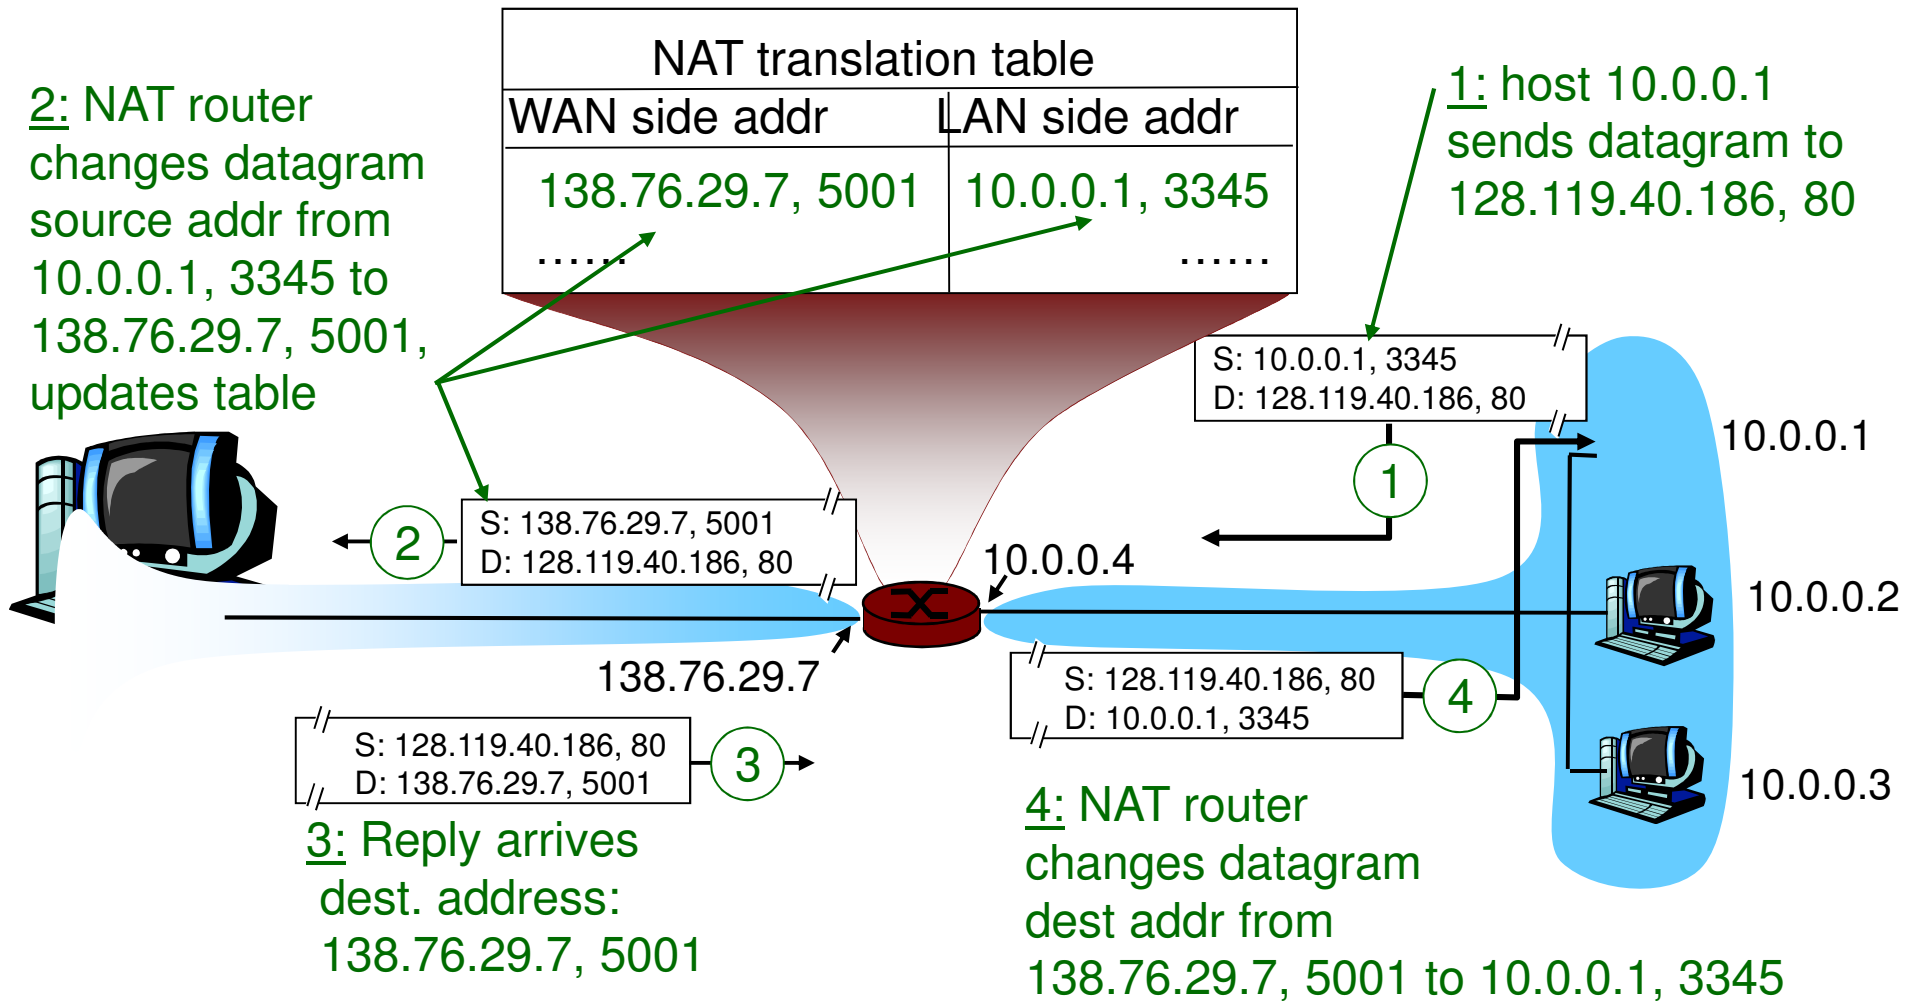 NAT translation table
WAN side addr
LAN side addr
138.76.29.7, 5001
10.0.0.1, 3345
......
......
2: NAT router
changes datagram
source addr from
10.0.0.1, 3345 to
138.76.29.7, 5001,
updates table
1: host 10.0.0.1
sends datagram to
128.119.40.186, 80
S: 10.0.0.1, 3345
D: 128.119.40.186, 80
1
10.0.0.1
2
S: 138.76.29.7, 5001
D: 128.119.40.186, 80
10.0.0.4
10.0.0.2
138.76.29.7
S: 128.119.40.186, 80
D: 10.0.0.1, 3345
4
S: 128.119.40.186, 80
D: 138.76.29.7, 5001
3
10.0.0.3
3: Reply arrives
dest. address:
138.76.29.7, 5001
4: NAT router
changes datagram
dest addr from
138.76.29.7, 5001 to 10.0.0.1, 3345